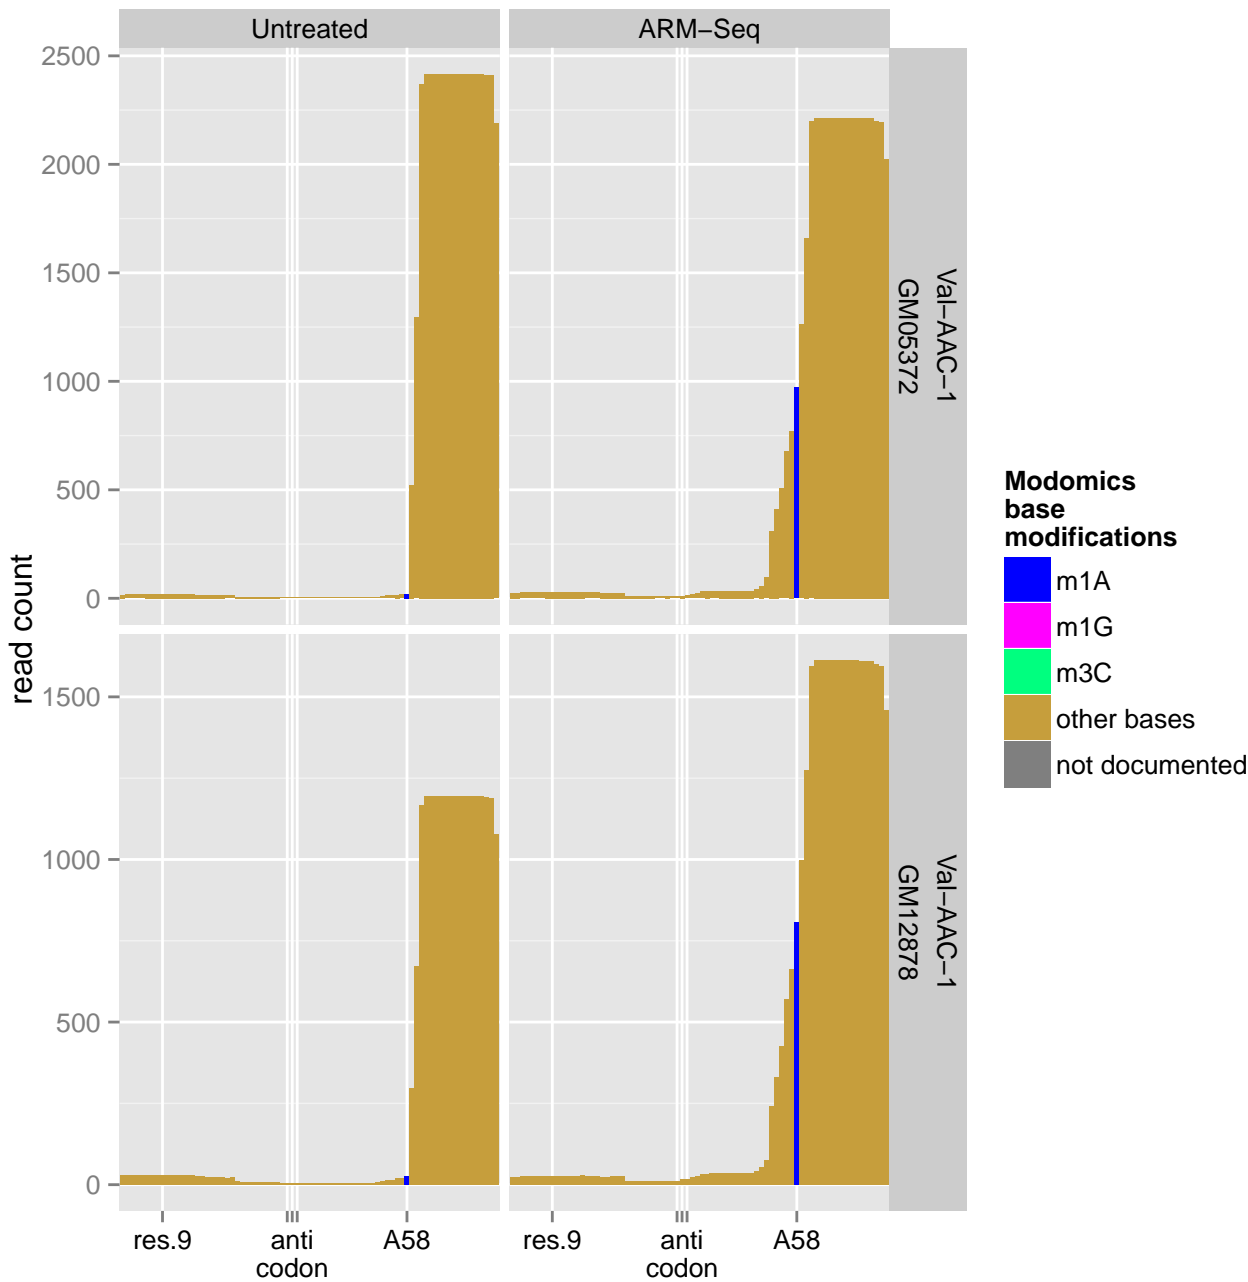 Untreated
ARM−Seq
2500
2000
1500
1000
500
0
Val−AAC−1
GM05372
read count
1500
1000
500
0
Val−AAC−1
GM12878
res.9
anti
codon
A58
res.9
anti
codon
A58
Modomics
base
modifications
m1A
m1G
m3C
other bases
not documented